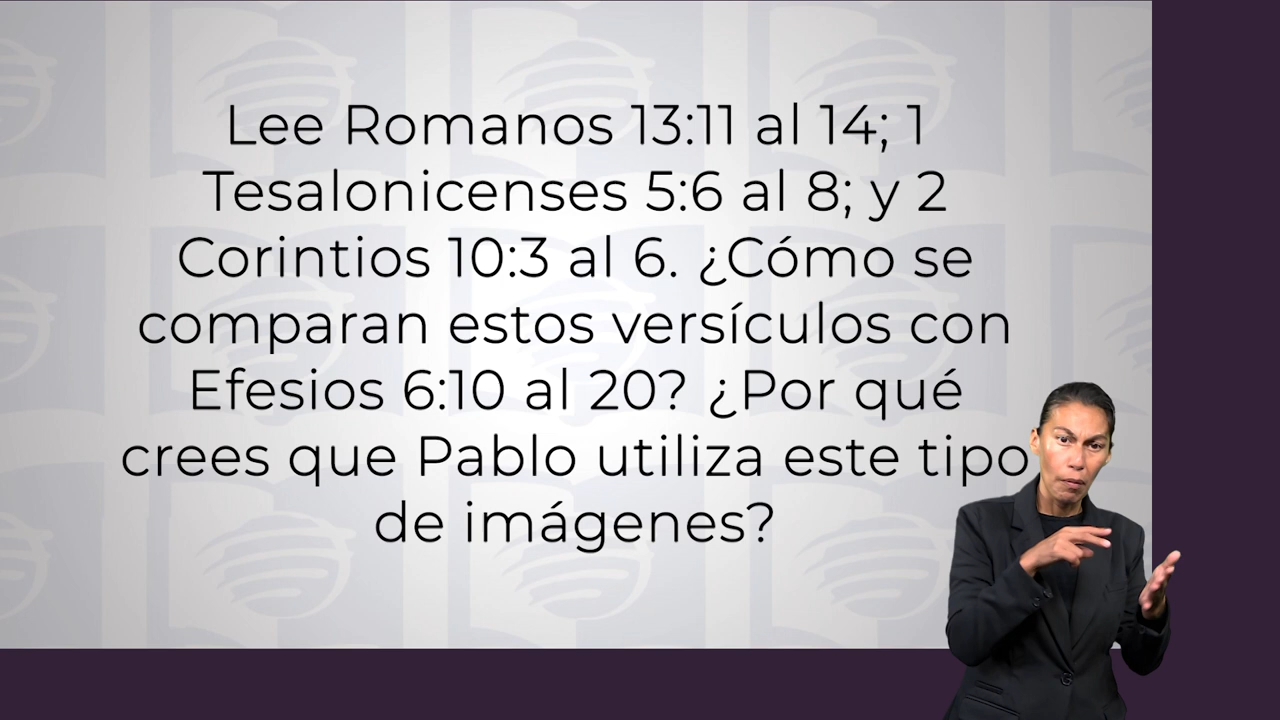 Lee Romanos 13:11 al 14; 1
Tesalonicenses 5:6 al 8; y 2
Corintios 10:3 al 6. ¿Cómo se
comparan estos versículos con
Efesios 6:10 al 20? ¿Por qué
crees que Pablo utiliza este tipo
de imágenes?